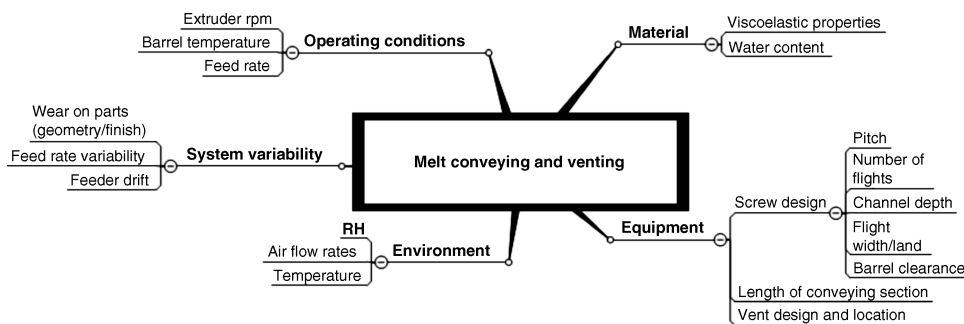 Extruder rpm
Barrel temperature
Feed rate
Operating conditions
Material
Viscoelastic properties
Water content
Wear on parts
(geometry/finish)
Feed rate variability
Feeder drift
System variability
Melt conveying and venting
RH
Air flow rates
Temperature
Environment
Equipment
Screw design
Pitch
Number of
flights
Channel depth
Flight
width/land
Barrel clearance
Length of conveying section
Vent design and location